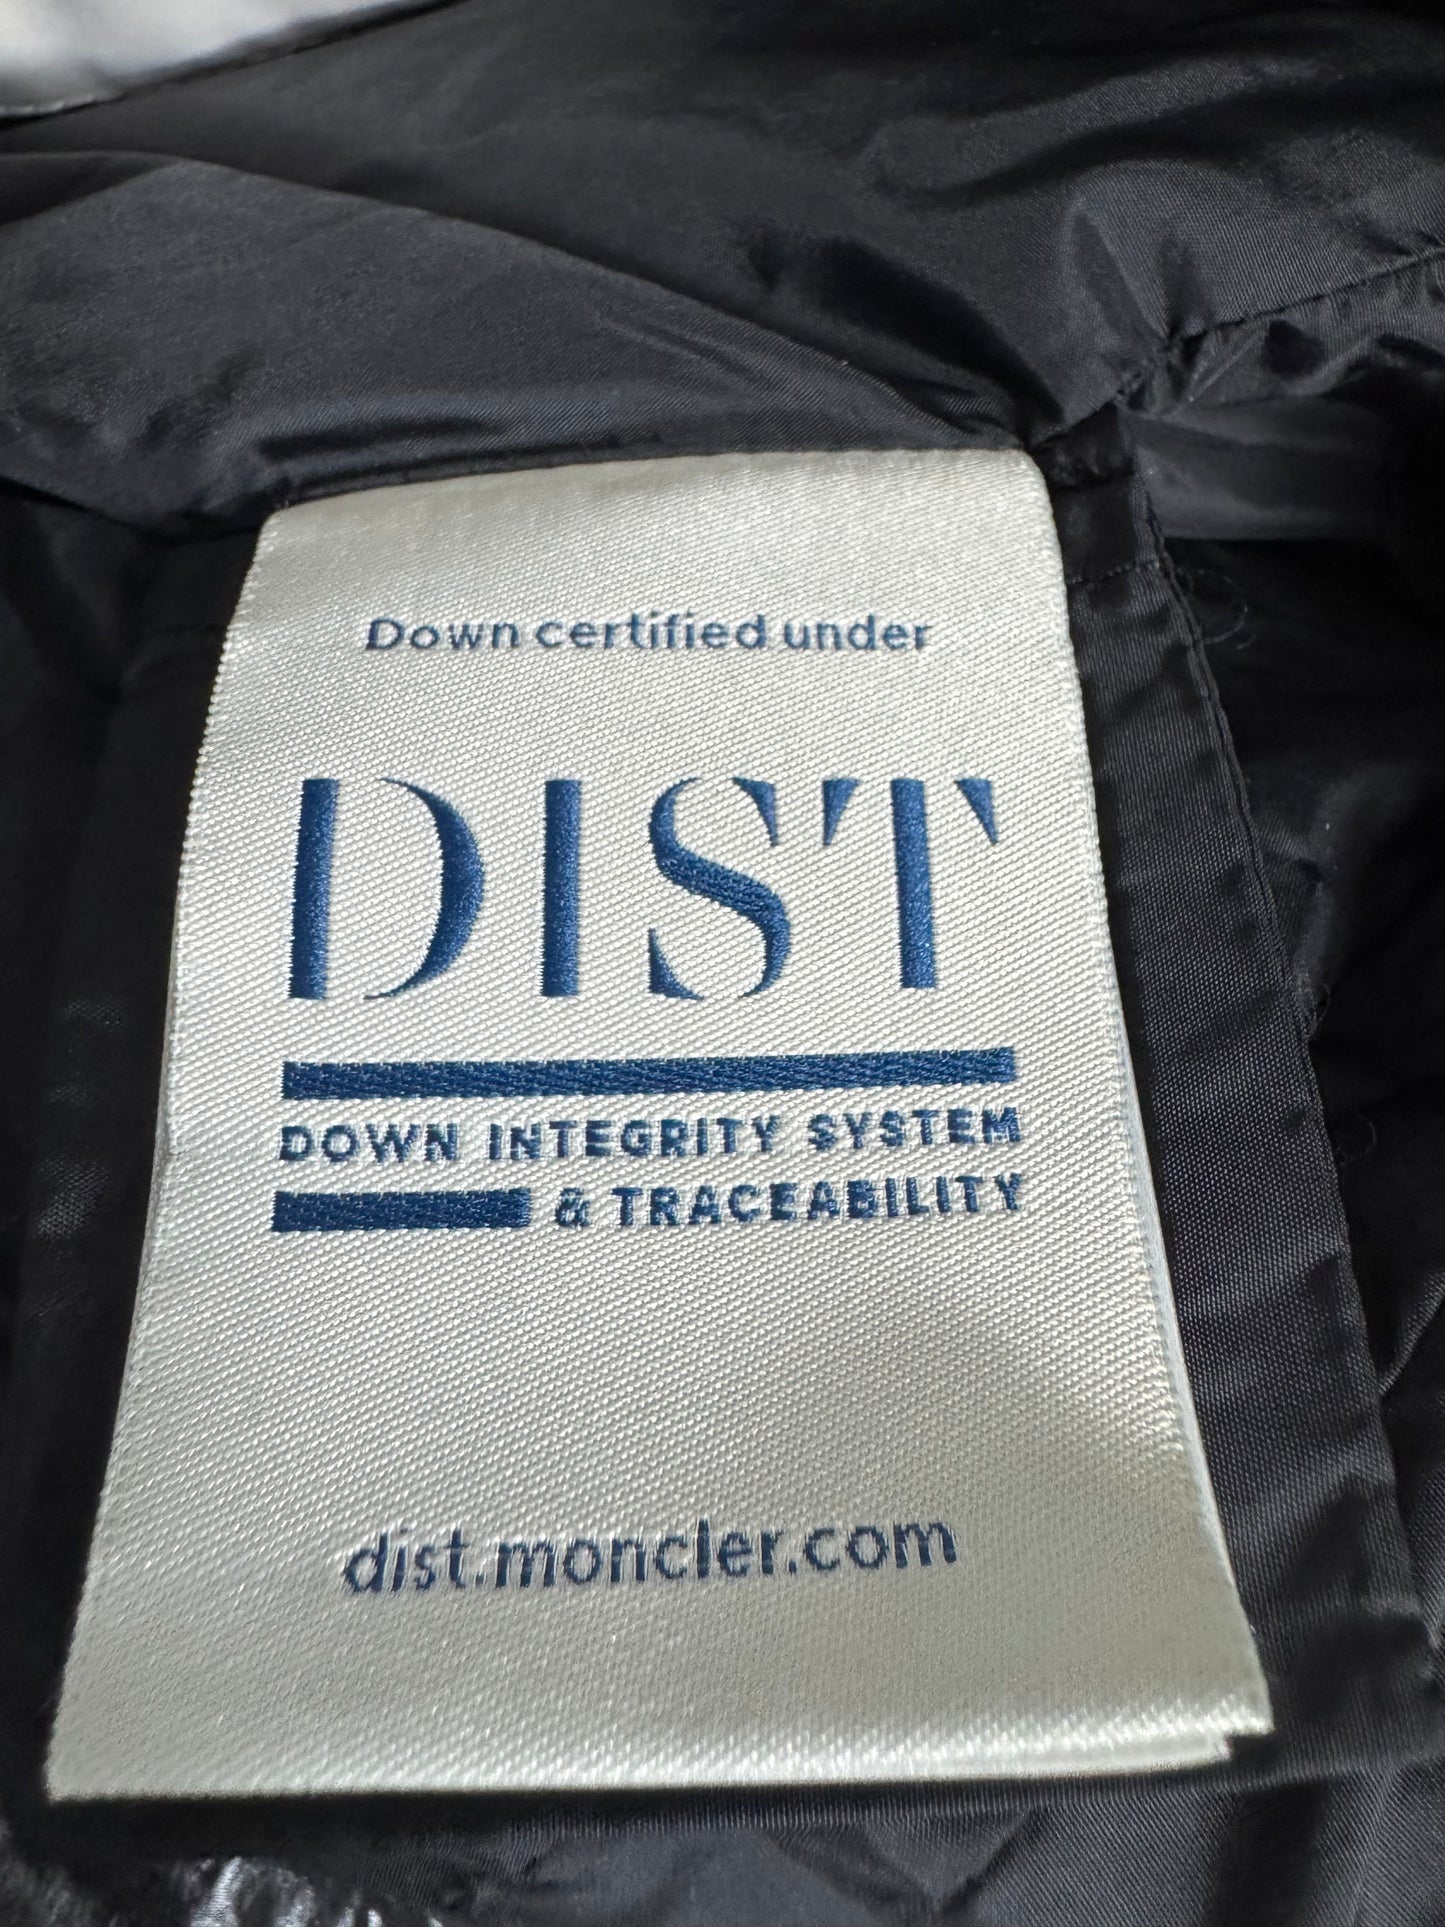 Down certified under
DIST
DOWN INTEGRITY SYSTEM
& TRACEABILITY
dist.moncler.com